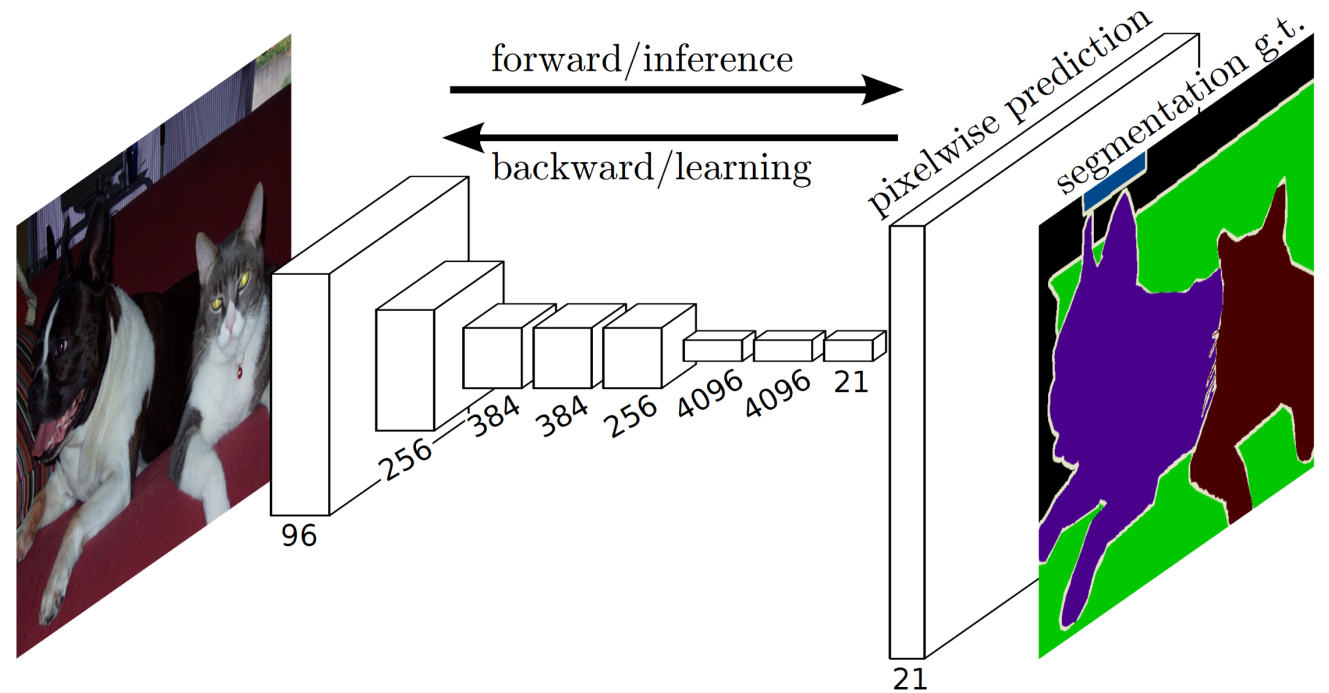 forward/inference
backward/learning
pixelwise prediction
segmentation g.t.
96
256
384
384
256
4096
4096
21
21